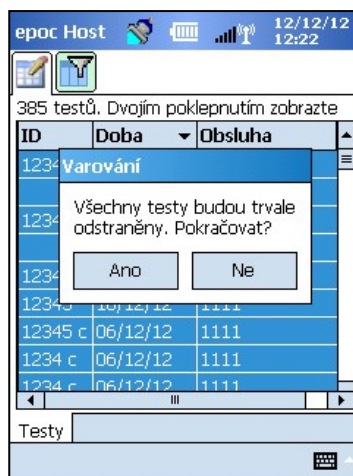 epoc Host 12/12/12
12:22
385 testů. Dvojím poklepnutím zobrazte
ID Doba Obsluha
1234
Varování
Všechny testy budou trvale
odstraněny. Pokračovat?
1234
Ano Ne
1234
12345
12345 c 06/12/12 1111
1234 c 06/12/12 1111
1234 c 06/12/12 1111
Testy